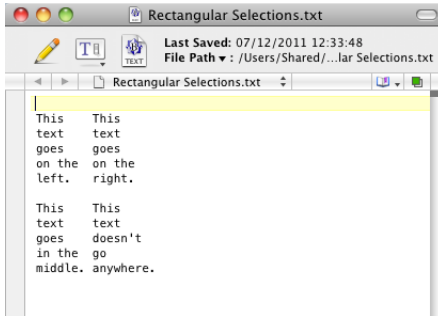 Rectangular Selections.txt
Last Saved: 07/12/2011 12:33:48
File Path ▾ : /Users/Shared/...lar Selections.txt
T
TEXT
Rectangular Selections.txt
This    This
text    text
goes    goes
on the  on the
left.   right.

This    This
text    text
goes    doesn't
in the  go
middle. anywhere.